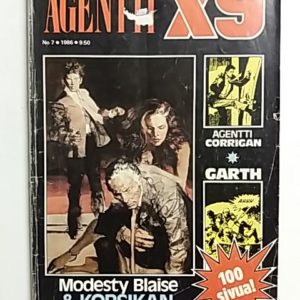 AGENTTI X9
No 7 • 1986 • 9:50
AGENTTI
CORRIGAN
GARTH
Modesty Blaise
& KORSIKAN
100
sivua!